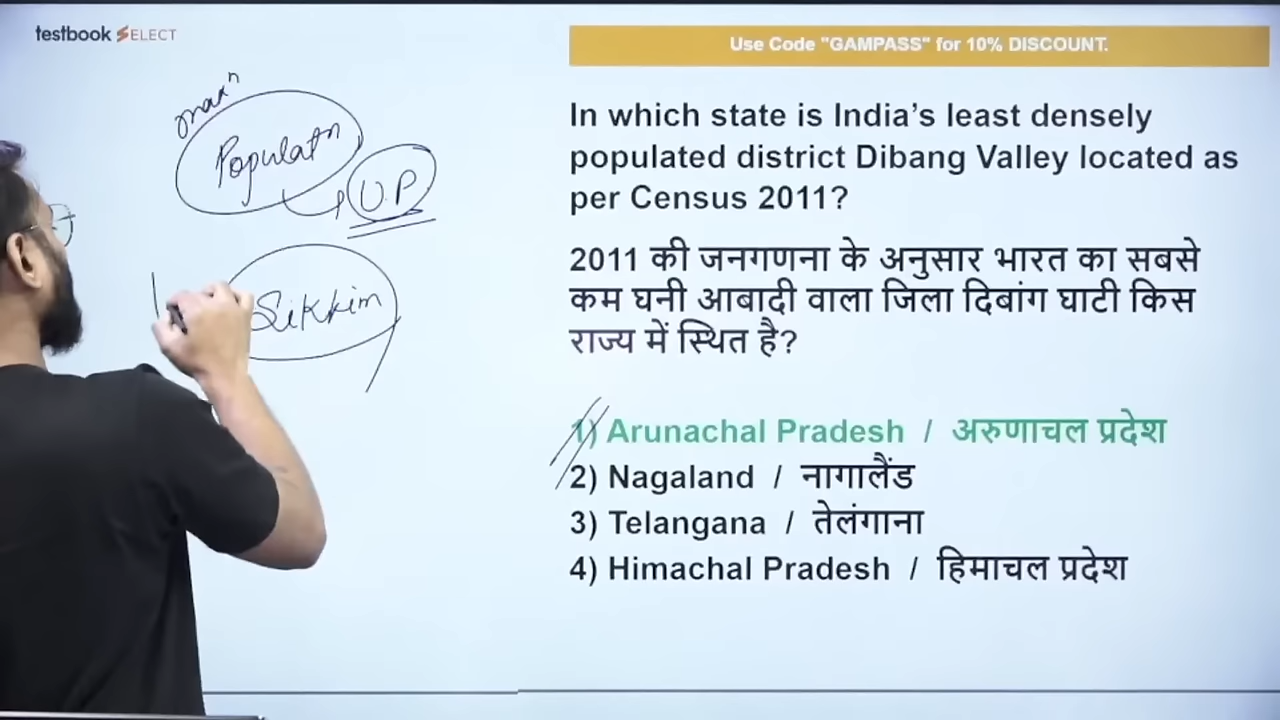 testbook SELECT
Use Code "GAMPASS" for 10% DISCOUNT.
maxⁿ
Populatⁿ
U.P
Sikkim
In which state is India’s least densely
populated district Dibang Valley located as
per Census 2011?
2011 की जनगणना के अनुसार भारत का सबसे
कम घनी आबादी वाला जिला दिबांग घाटी किस
राज्य में स्थित है?
1) Arunachal Pradesh / अरुणाचल प्रदेश
2) Nagaland / नागालैंड
3) Telangana / तेलंगाना
4) Himachal Pradesh / हिमाचल प्रदेश